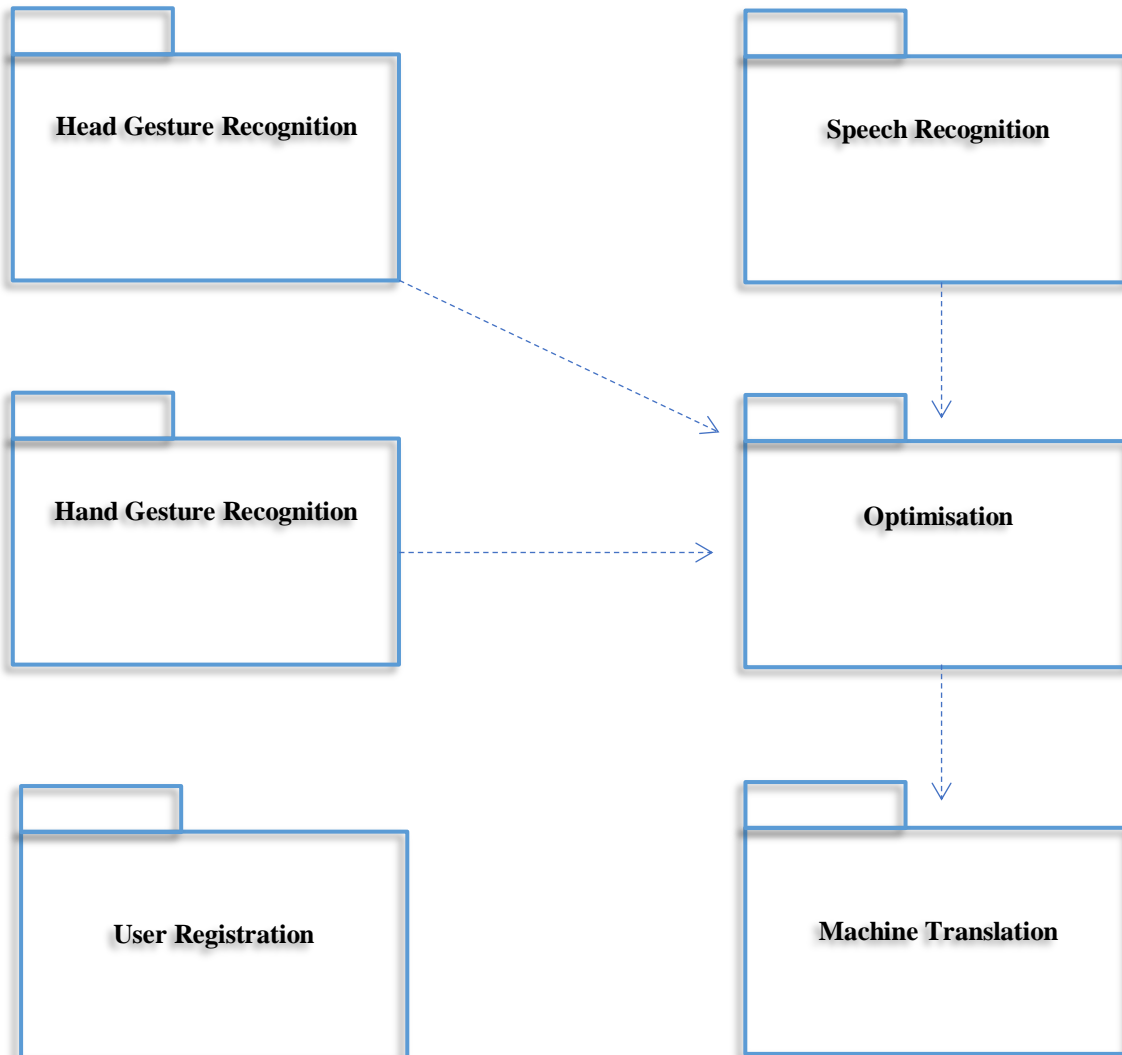 Head Gesture Recognition
Speech Recognition
Hand Gesture Recognition
Optimisation
User Registration
Machine Translation